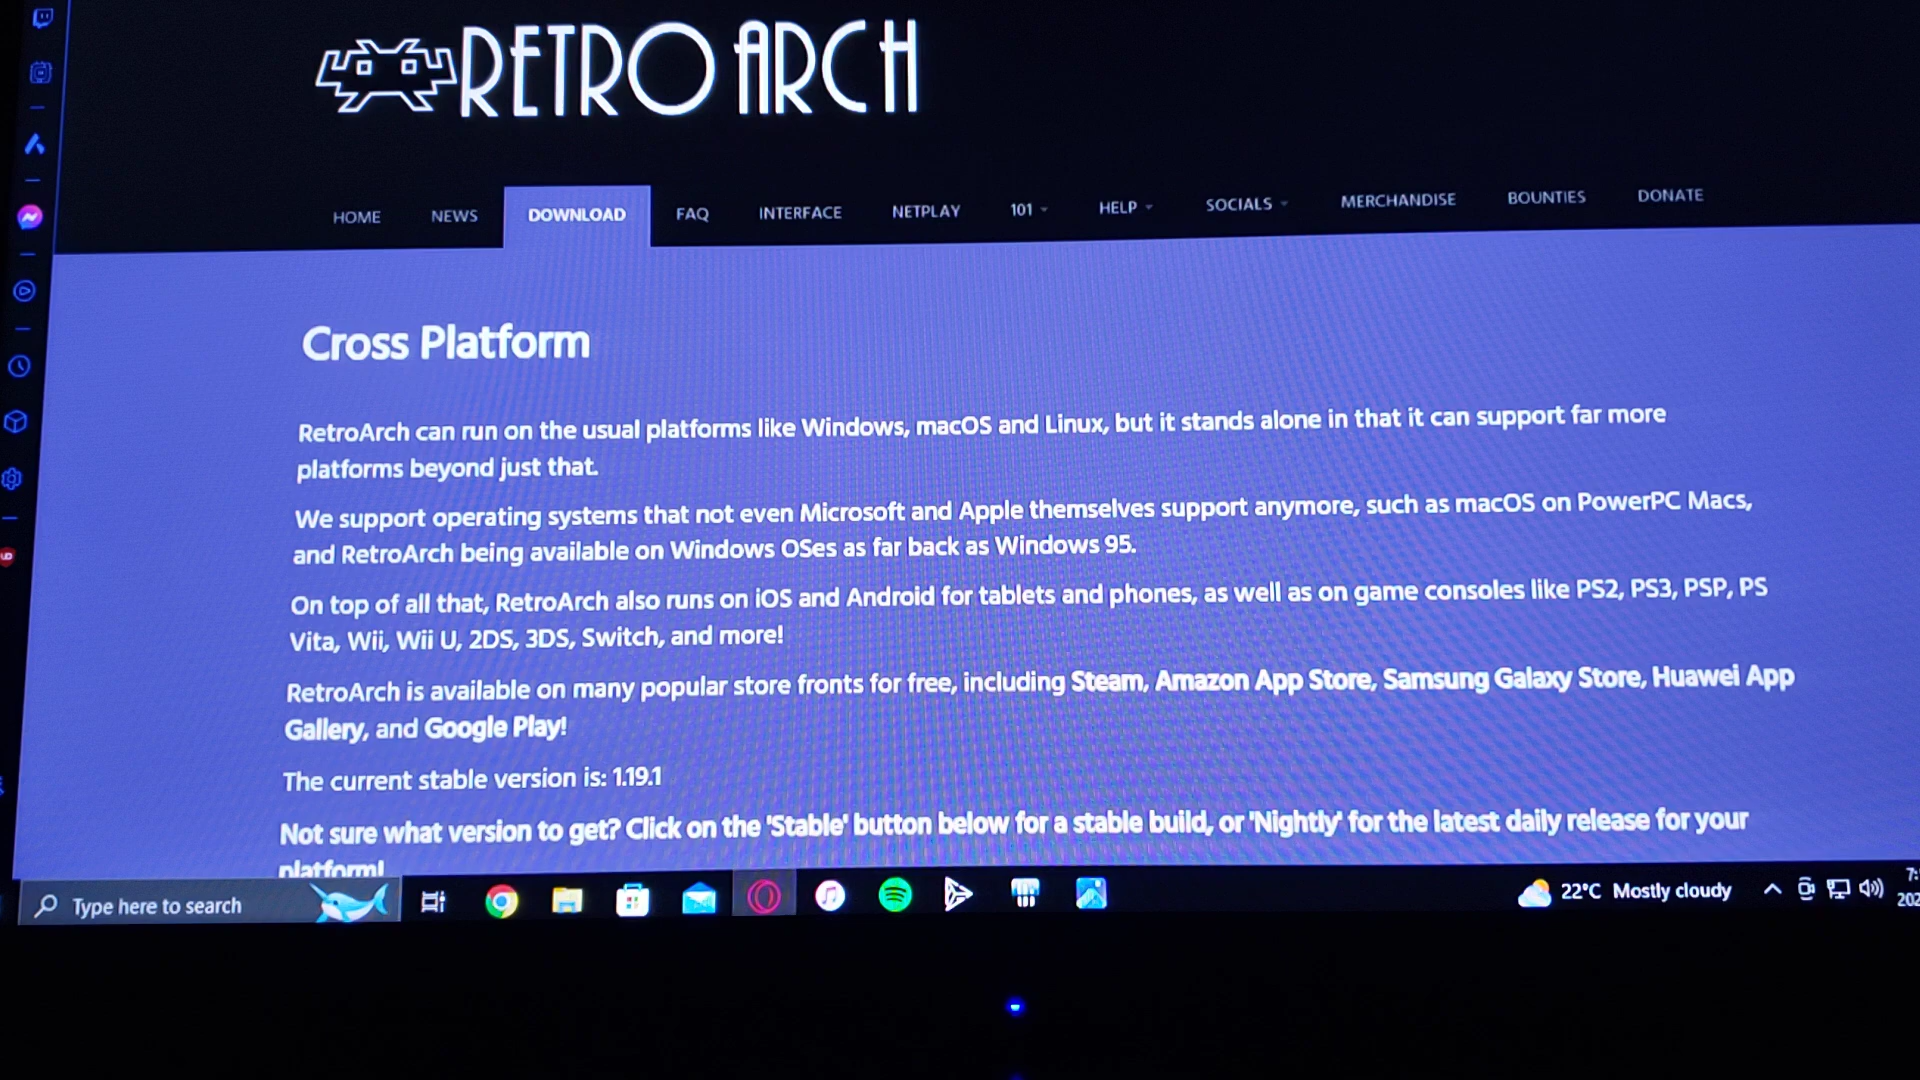 RETRO ARCH
HOME NEWS DOWNLOAD FAQ INTERFACE NETPLAY 101 HELP SOCIALS MERCHANDISE BOUNTIES DONATE
Cross Platform
RetroArch can run on the usual platforms like Windows, macOS and Linux, but it stands alone in that it can support far more
platforms beyond just that.
We support operating systems that not even Microsoft and Apple themselves support anymore, such as macOS on PowerPC Macs,
and RetroArch being available on Windows OSes as far back as Windows 95.
On top of all that, RetroArch also runs on iOS and Android for tablets and phones, as well as on game consoles like PS2, PS3, PSP, PS
Vita, Wii, Wii U, 2DS, 3DS, Switch, and more!
RetroArch is available on many popular store fronts for free, including Steam, Amazon App Store, Samsung Galaxy Store, Huawei App
Gallery, and Google Play!
The current stable version is: 1.19.1
Not sure what version to get? Click on the 'Stable' button below for a stable build, or 'Nightly' for the latest daily release for your
platform!
Type here to search
22°C Mostly cloudy